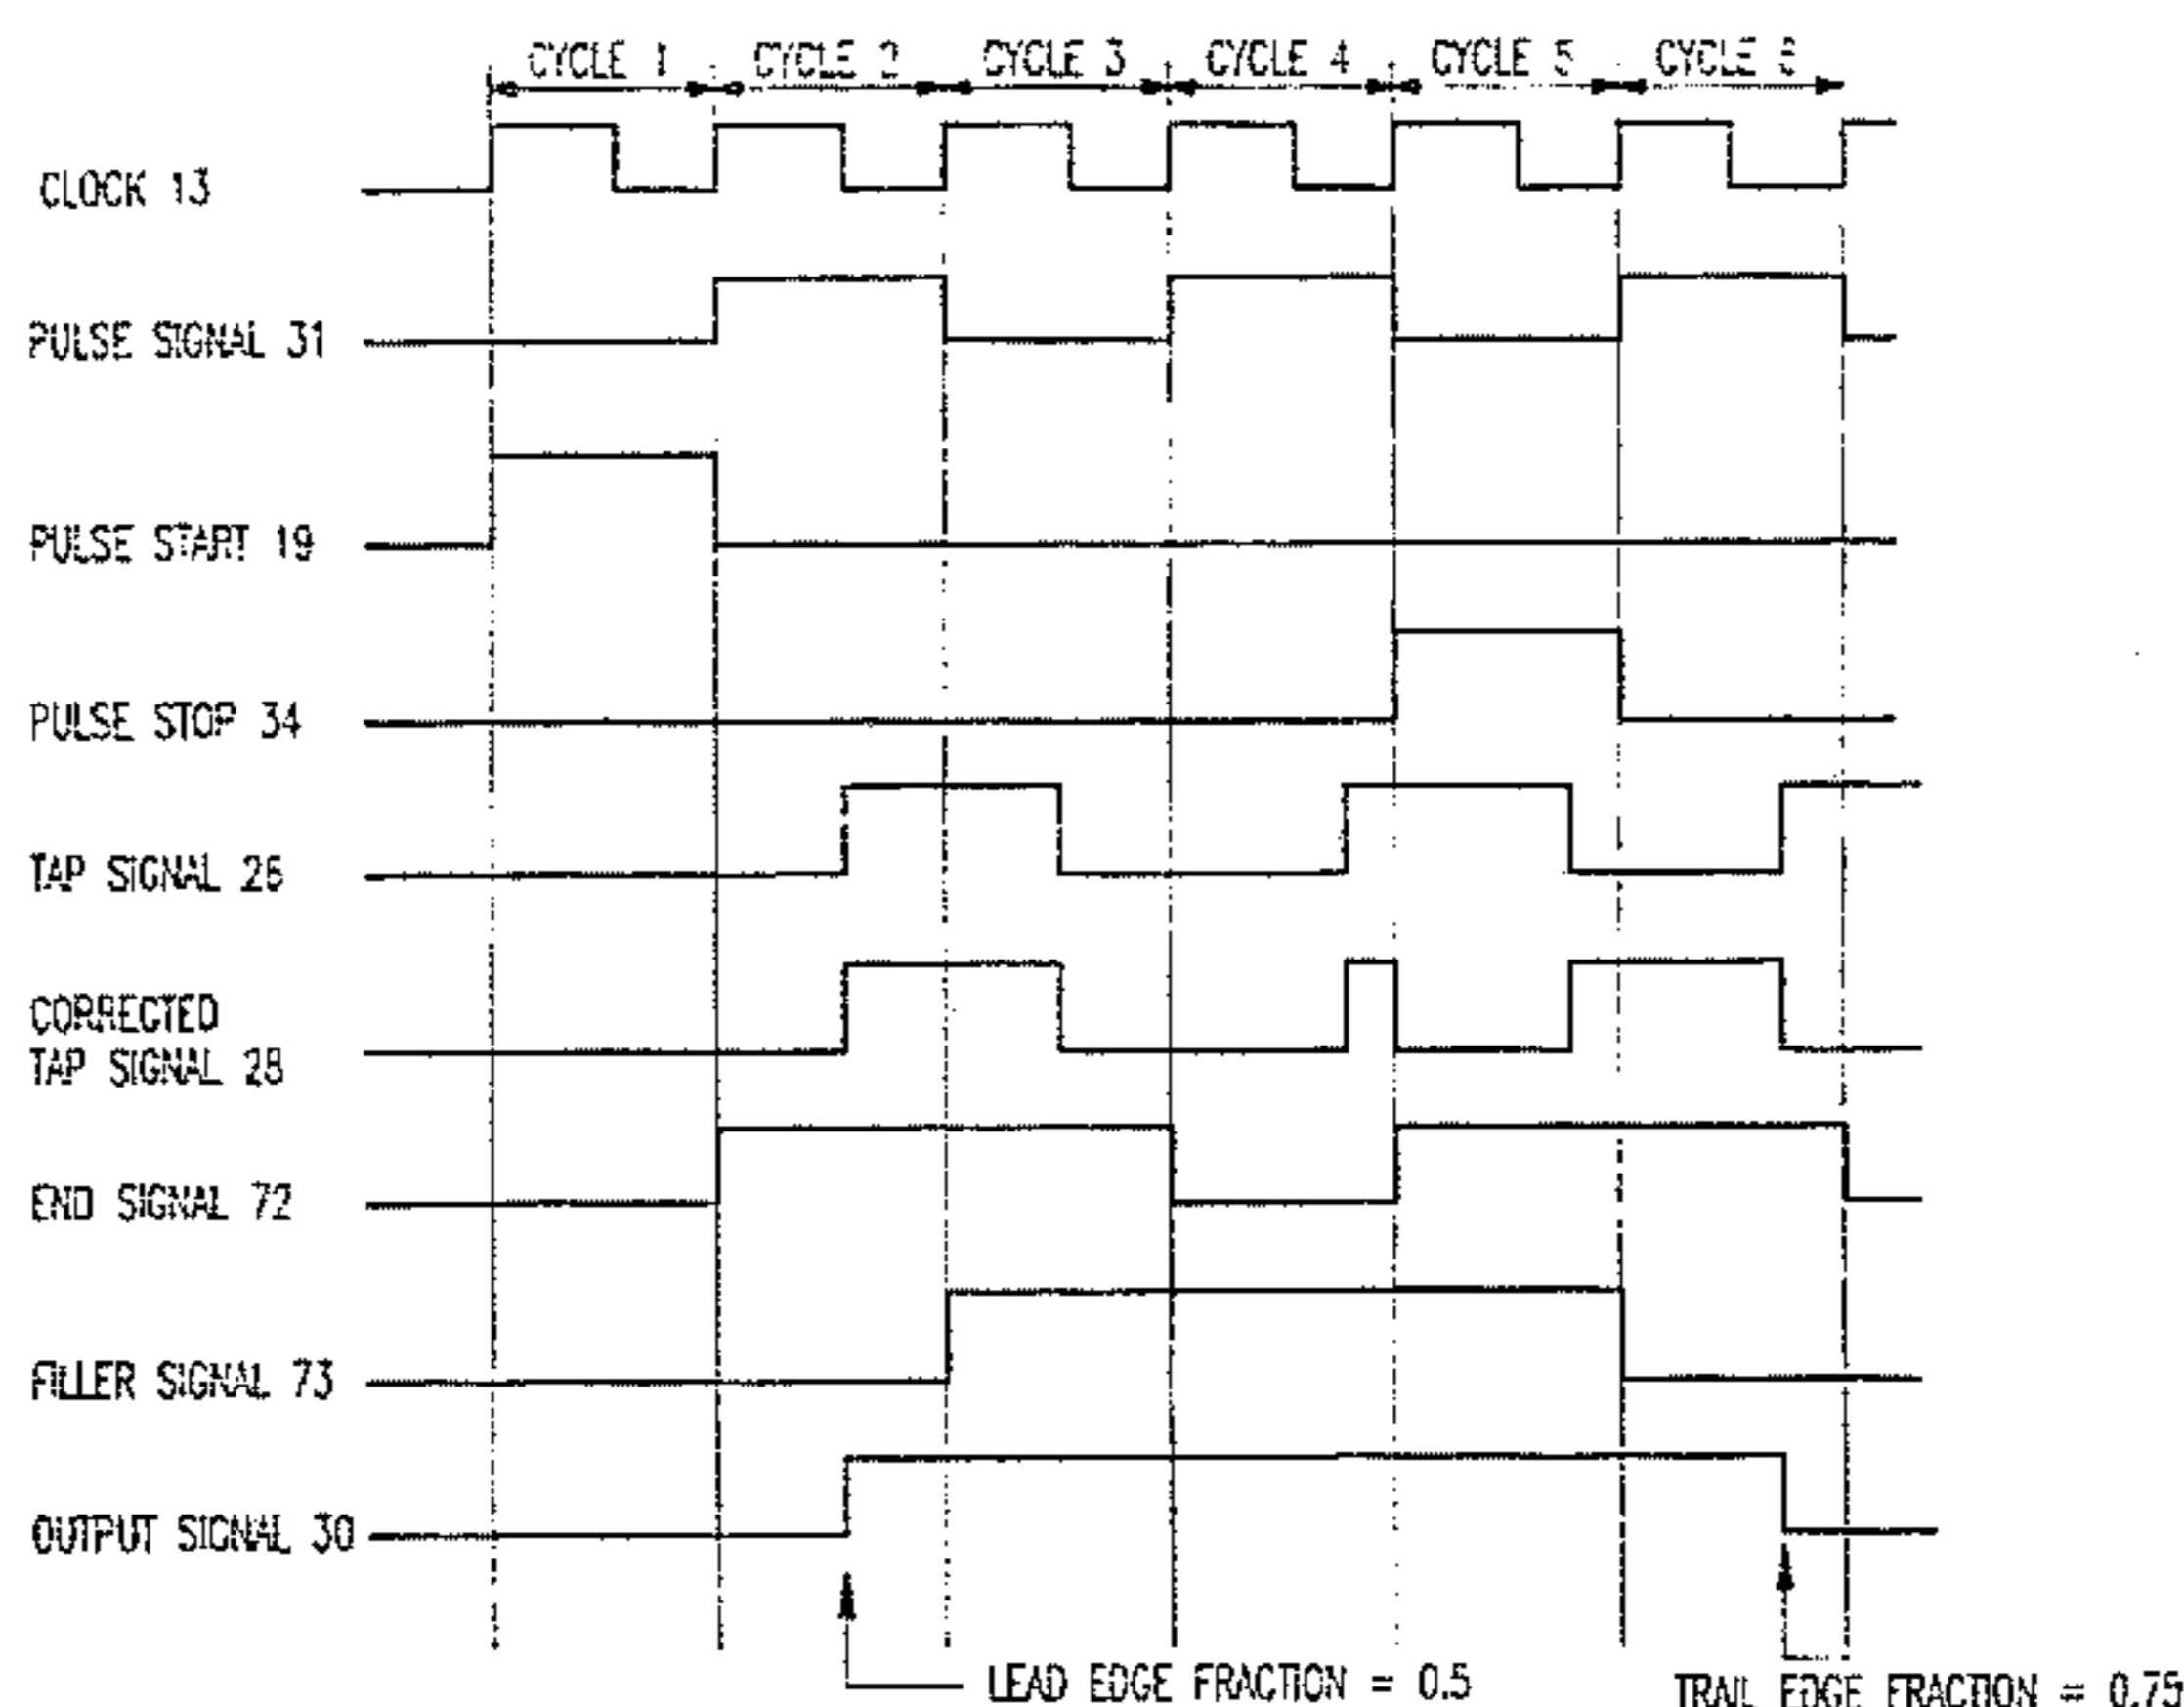 CYCLE 1 CYCLE 2 CYCLE 3 CYCLE 4 CYCLE 5 CYCLE 6
CLOCK 13
PULSE SIGNAL 31
PULSE START 19
PULSE STOP 34
TAP SIGNAL 26
CORRECTED
TAP SIGNAL 28
END SIGNAL 72
FILLER SIGNAL 73
OUTPUT SIGNAL 30
LEAD EDGE FRACTION = 0.5
TRAIL EDGE FRACTION = 0.75